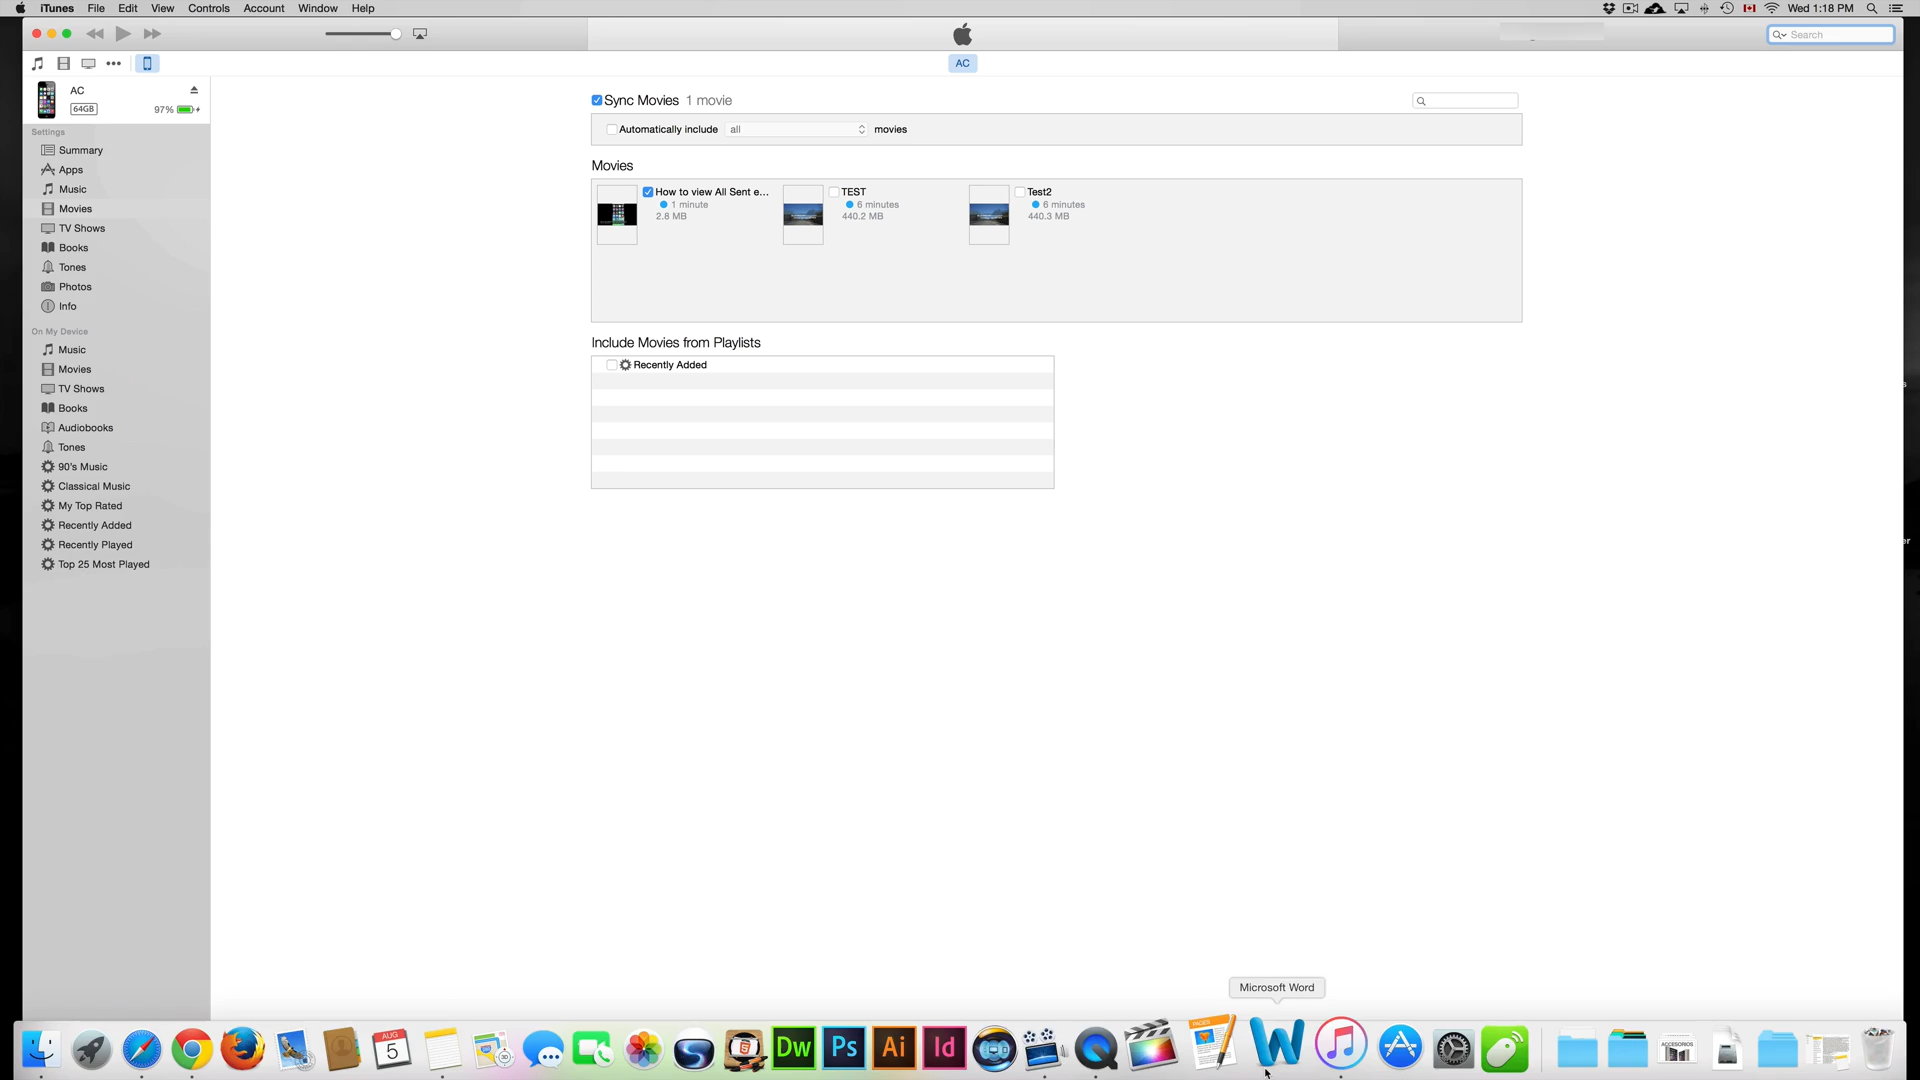 iTunes File Edit View Controls Account Window Help
Wed 1:18 PM
Search
AC
AC
64GB 97%
Settings
Summary
Apps
Music
Movies
TV Shows
Books
Tones
Photos
Info
On My Device
Music
Movies
TV Shows
Books
Audiobooks
Tones
90's Music
Classical Music
My Top Rated
Recently Added
Recently Played
Top 25 Most Played
Sync Movies 1 movie
Automatically include all movies
Movies
How to view All Sent e...
1 minute
2.8 MB
TEST
6 minutes
440.2 MB
Test2
6 minutes
440.3 MB
Include Movies from Playlists
Recently Added
Microsoft Word
AUG
5
Dw
Ps
Ai
Id
PAGES
W
ACCESORIOS